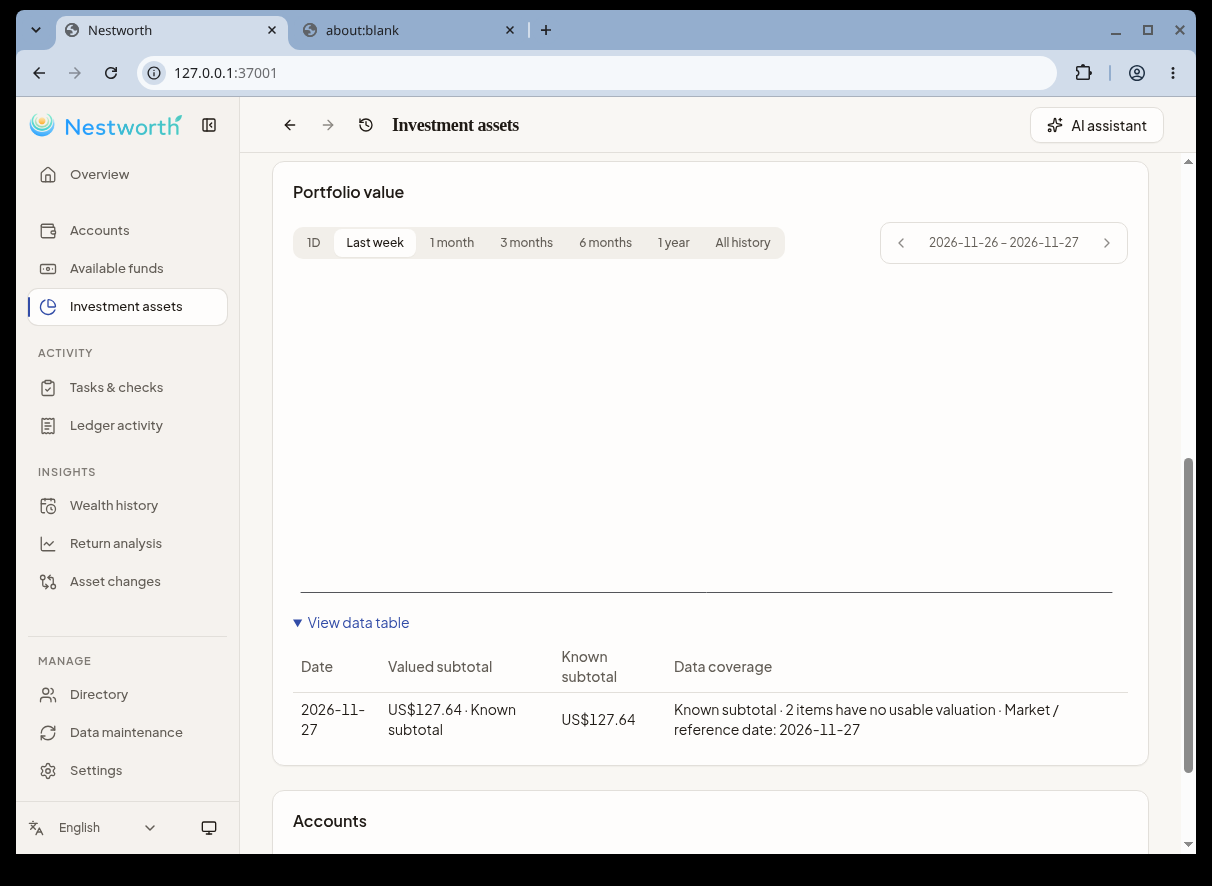 Nestworth
about:blank
127.0.0.1:37001
Nestworth
Investment assets
AI assistant
Overview
Accounts
Available funds
Investment assets
ACTIVITY
Tasks & checks
Ledger activity
INSIGHTS
Wealth history
Return analysis
Asset changes
MANAGE
Directory
Data maintenance
Settings
English
Portfolio value
1D
Last week
1 month
3 months
6 months
1 year
All history
2026-11-26 – 2026-11-27
View data table
Date
Valued subtotal
Known
subtotal
Data coverage
2026-11-
27
US$127.64 · Known
subtotal
US$127.64
Known subtotal · 2 items have no usable valuation · Market /
reference date: 2026-11-27
Accounts